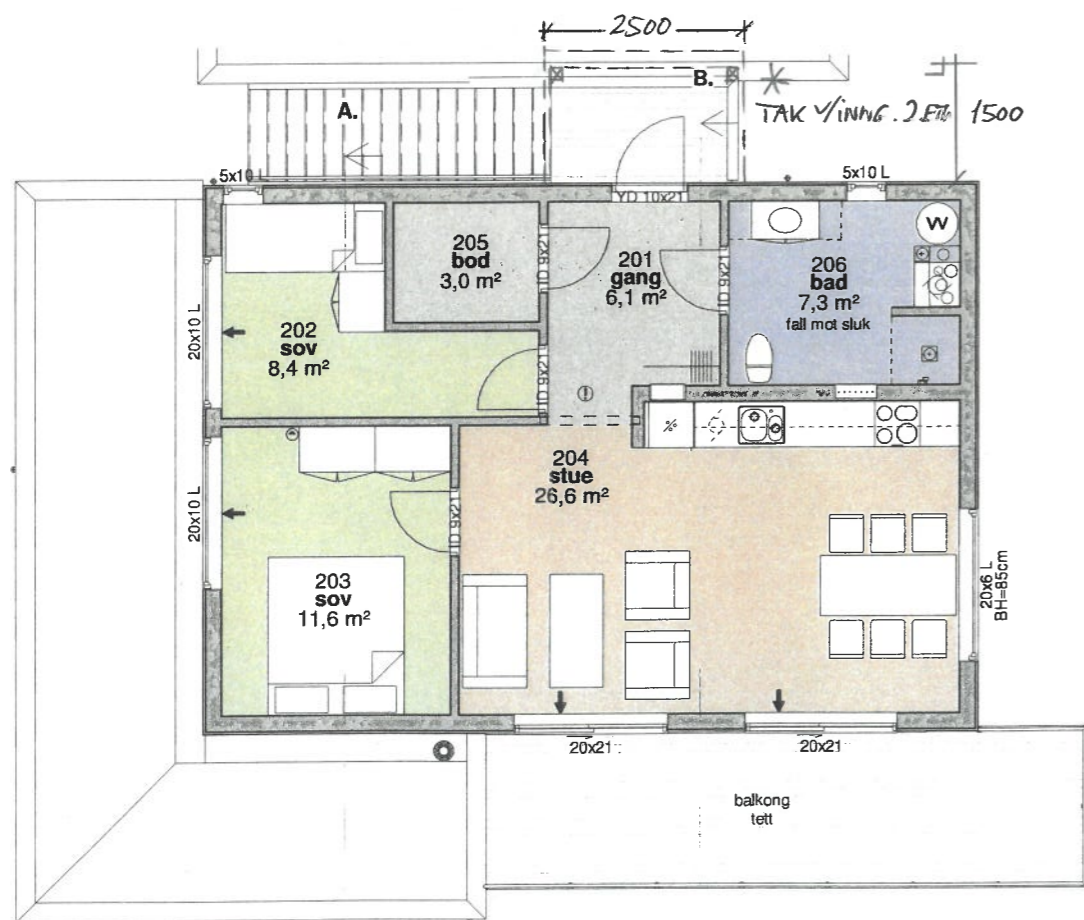 2500
A.
B.
TAK V/INNG. 2 ETG 1500
5x10 L
5x10 L
YD 10x21
205
bod
3,0 m²
ID 9x21
201
gang
6,1 m²
ID 9x21
206
bad
7,3 m²
fall mot sluk
W
20x10 L
202
sov
8,4 m²
ID 9x21
%
204
stue
26,6 m²
20x10 L
ID 9x21
203
sov
11,6 m²
20x6 L
BH=85cm
20x21
20x21
balkong
tett